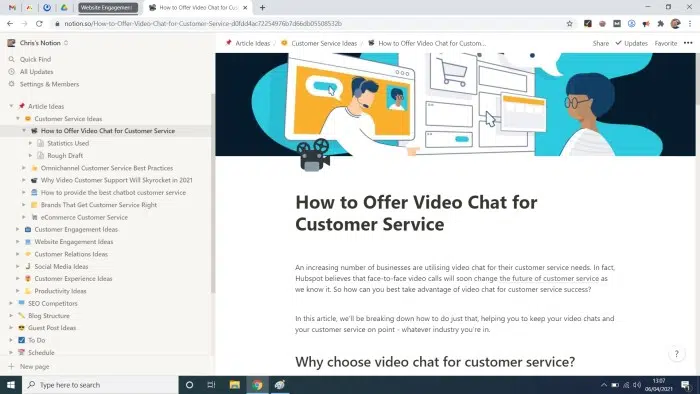 Website Engagement
How to Offer Video Chat for Cust
notion.so/How-to-Offer-Video-Chat-for-Customer-Service-d0fdd4ac72254976b7d66db05508532b
Chris's Notion
Article Ideas / Customer Service Ideas / How to Offer Video Chat for Custom...
Share Updates Favorite
Quick Find
All Updates
Settings & Members
Article Ideas
Customer Service Ideas
How to Offer Video Chat for Customer Service
Statistics Used
Rough Draft
Omnichannel Customer Service Best Practices
Why Video Customer Support Will Skyrocket in 2021
How to provide the best chatbot customer service
Brands That Get Customer Service Right
eCommerce Customer Service
Customer Engagement Ideas
Website Engagement Ideas
Customer Relations Ideas
Social Media Ideas
Customer Experience Ideas
Productivity Ideas
SEO Competitors
Blog Structure
Guest Post Ideas
To Do
Schedule
New page
How to Offer Video Chat for
Customer Service
An increasing number of businesses are utilising video chat for their customer service needs. In fact,
Hubspot believes that face-to-face video calls will soon change the future of customer service as
we know it. So how can you best take advantage of video chat for customer service success?
In this article, we'll be breaking down how to do just that, helping you to keep your video chats and
your customer service on point - whatever industry you're in.
Why choose video chat for customer service?
?
Type here to search
13:07
06/04/2021